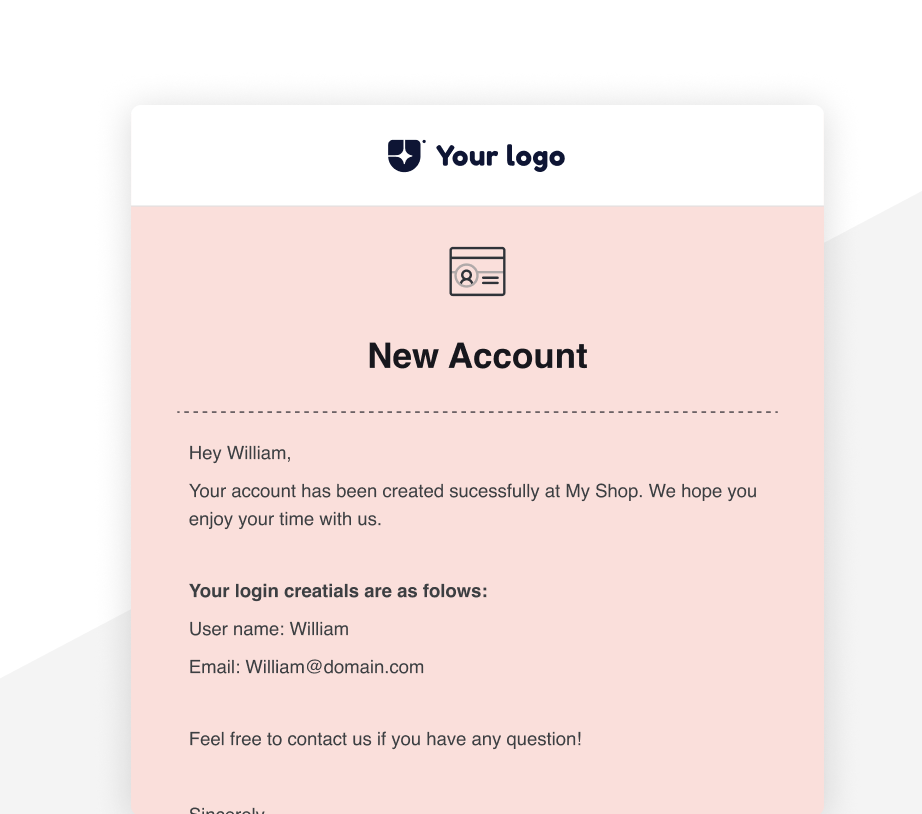 Your logo
New Account
Hey William,
Your account has been created sucessfully at My Shop. We hope you
enjoy your time with us.
Your login creatials are as folows:
User name: William
Email: William@domain.com
Feel free to contact us if you have any question!
Sincerely